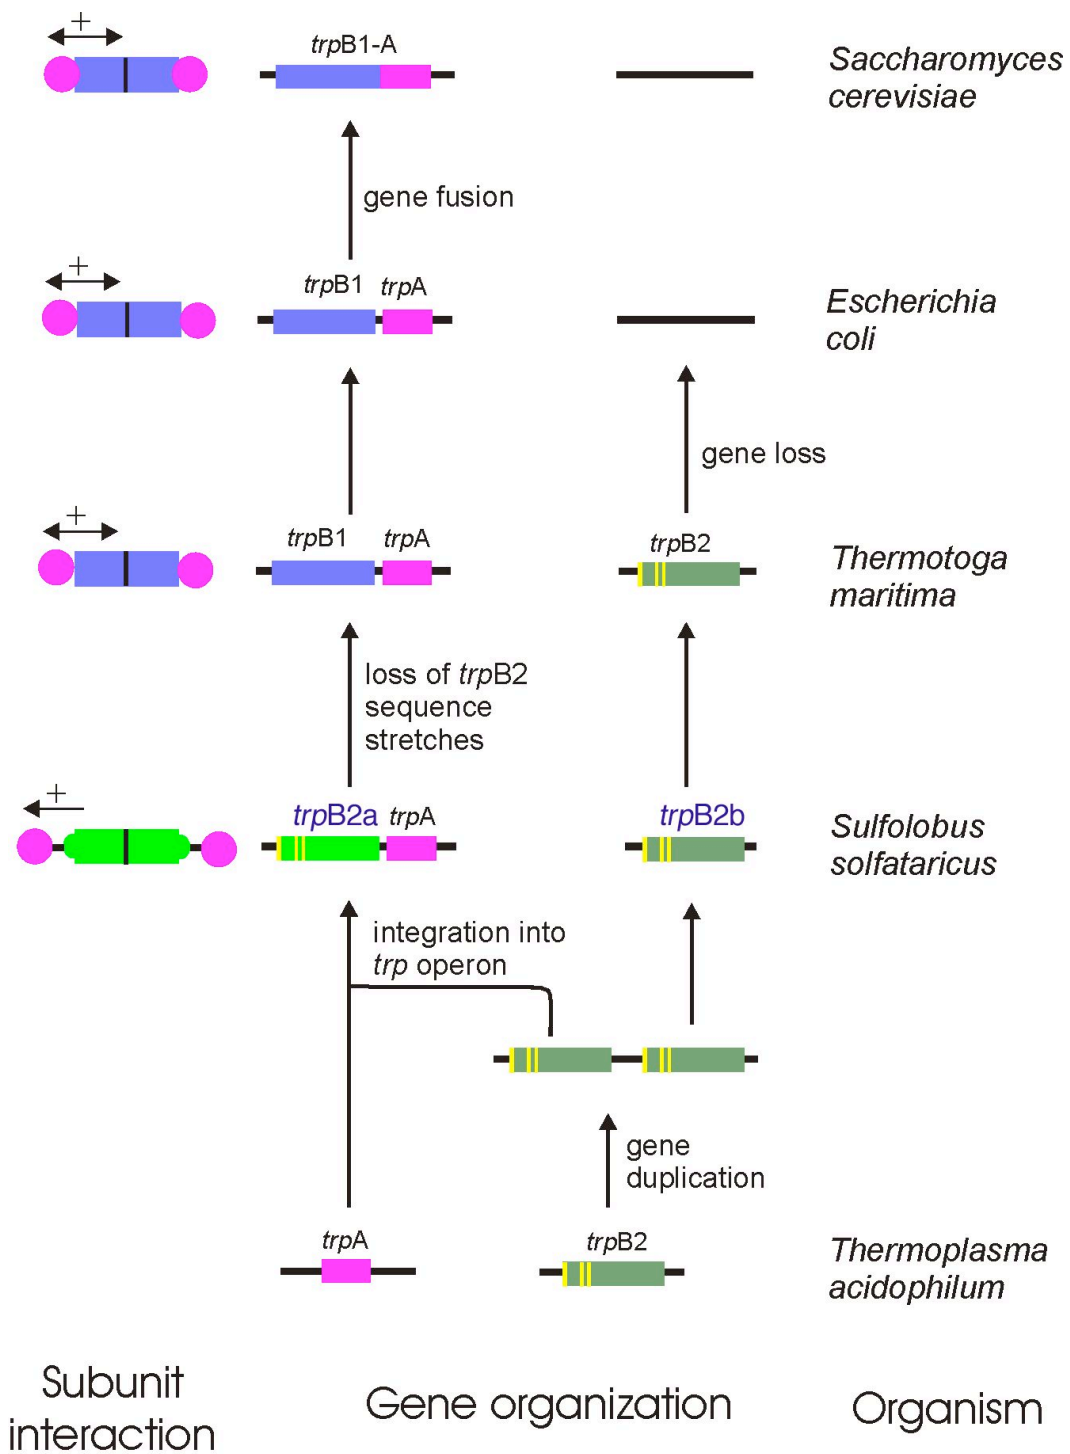 +
trpB1-A
Saccharomyces
cerevisiae
gene fusion
+
trpB1
trpA
Escherichia
coli
gene loss
+
trpB1
trpA
trpB2
Thermotoga
maritima
loss of trpB2
sequence
stretches
+
trpB2a
trpA
trpB2b
Sulfolobus
solfataricus
integration into
trp operon
gene
duplication
trpA
trpB2
Thermoplasma
acidophilum
Subunit
interaction
Gene organization
Organism